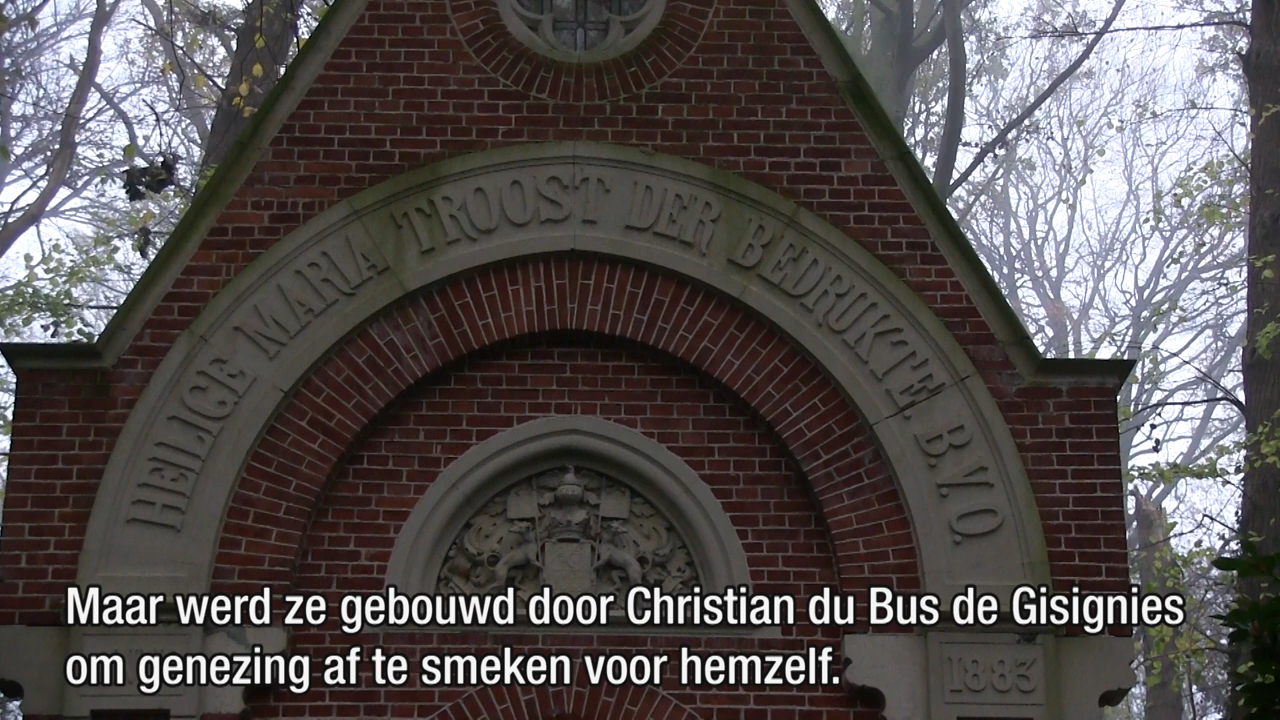 HEILIGE MARIA TROOST DER BEDRUKTE B.V.O.
Maar werd ze gebouwd door Christian du Bus de Gisignies
om genezing af te smeken voor hemzelf.
1883